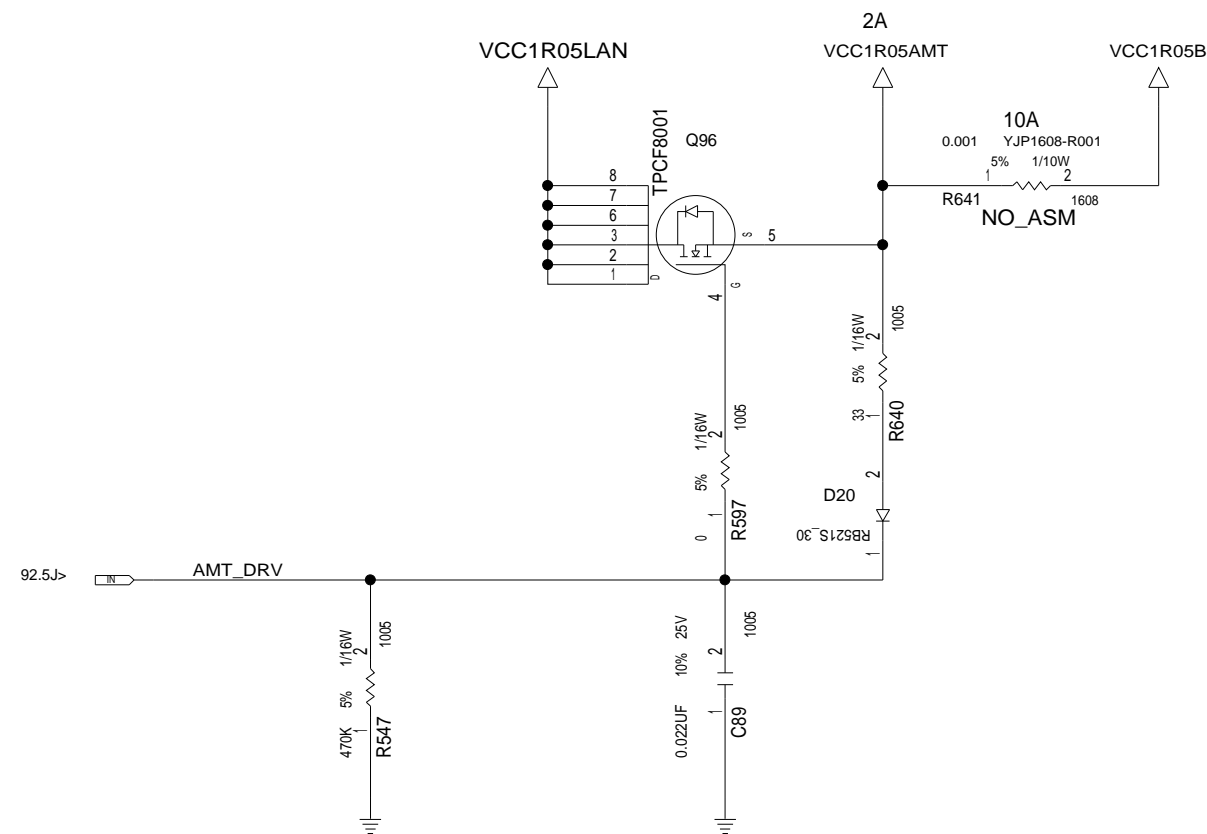 2A
VCC1R05LAN
VCC1R05AMT
VCC1R05B
10A
0.001 YJP1608-R001
5% 1/10W
1 2
R641 1608
NO_ASM
TPCF8001
Q96
8
7
6
3
2
1
D
S
5
G
4
1/16W
5%
2
1005
33
1
R640
1/16W
5%
2
1005
0
1
R597
2
D20
RB521S_30
1
92.5J>
IN
AMT_DRV
1/16W
5%
2
1005
470K
1
R547
25V
10%
2
1005
0.022UF
1
C89